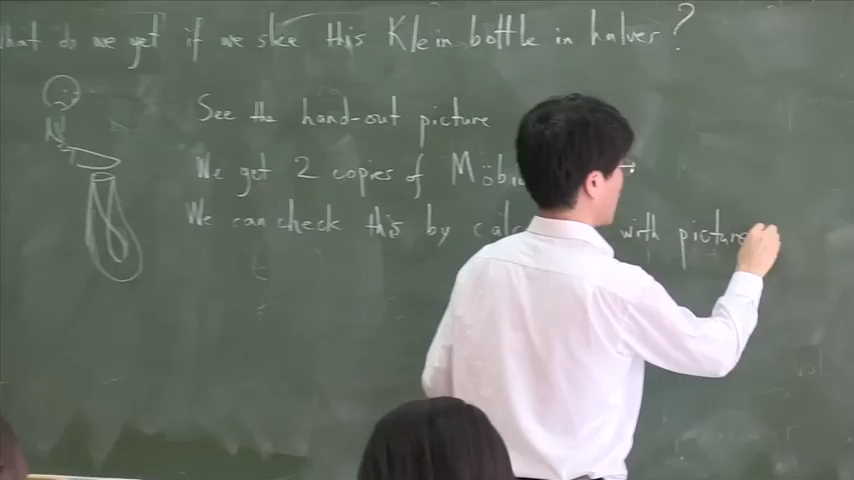 what do we get if we slice this Klein bottle in halves ?
See the hand-out picture
We get 2 copies of Möbi
We can check this by calc with picture